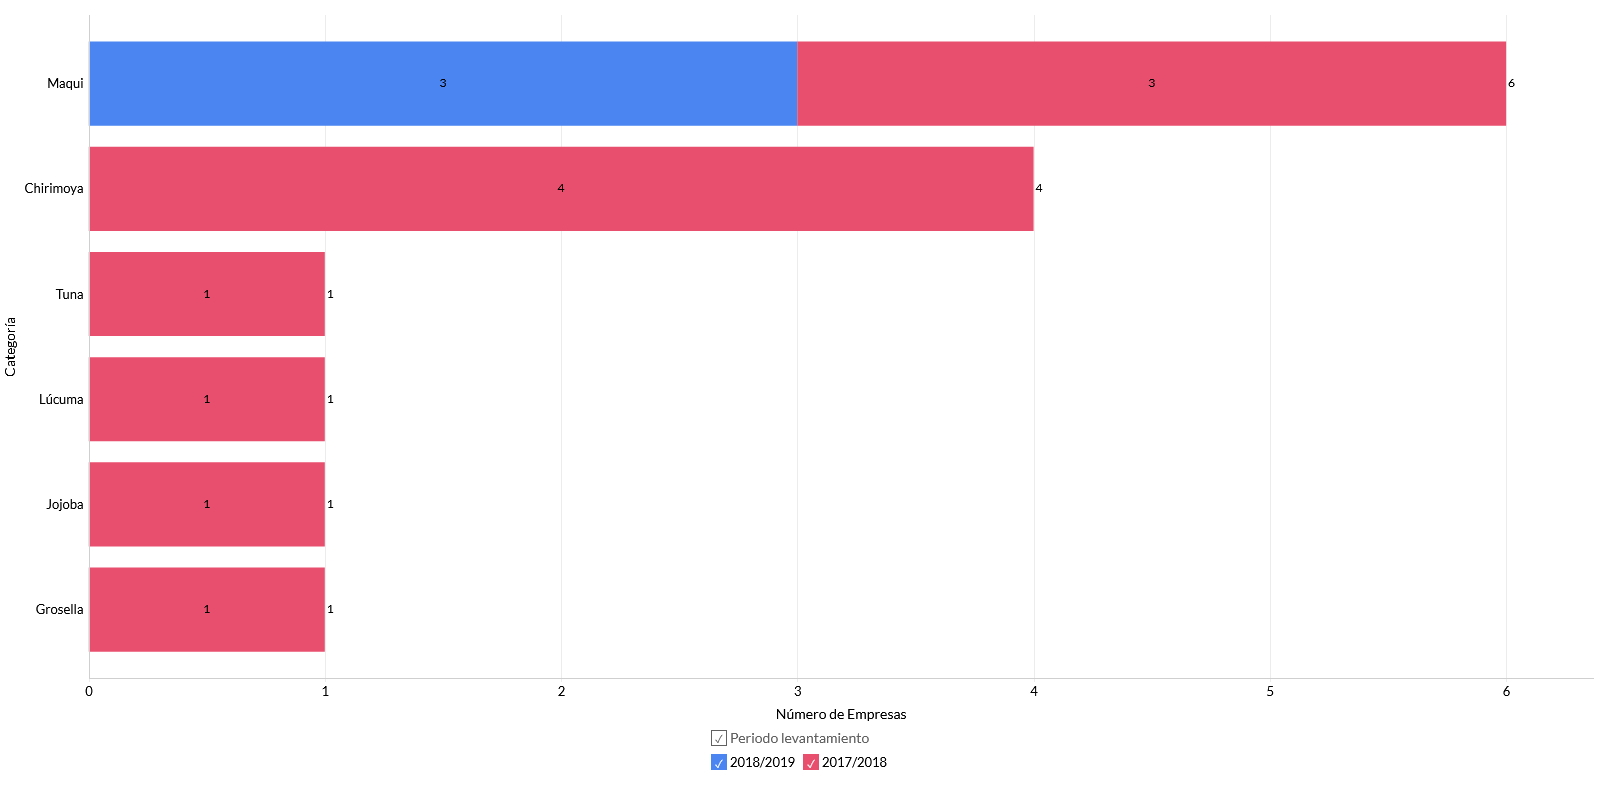 Maqui 3 3 6
Chirimoya 4 4
Tuna 1 1
Categoría
Lúcuma 1 1
Jojoba 1 1
Grosella 1 1
0 1 2 3 4 5 6
Número de Empresas
Periodo levantamiento
2018/2019 2017/2018